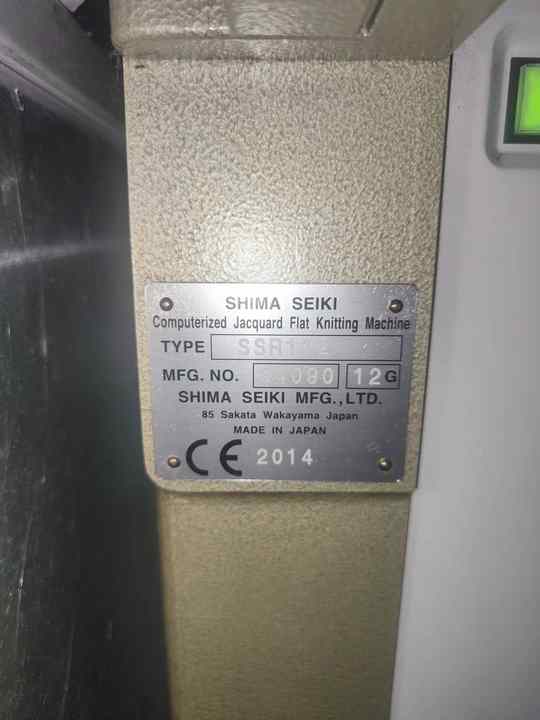 SHIMA SEIKI
Computerized Jacquard Flat Knitting Machine
TYPE
MFG. NO. 12G
SHIMA SEIKI MFG.,LTD.
85 Sakata Wakayama Japan
MADE IN JAPAN
CE 2014